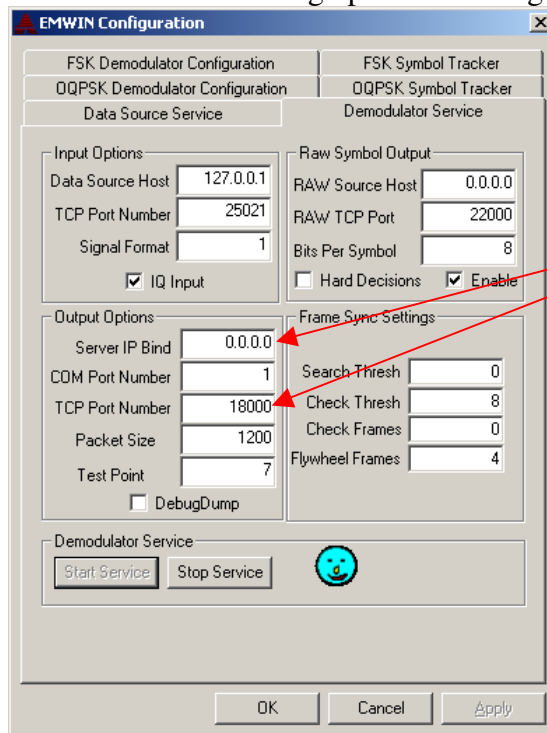 EMWIN Configuration
FSK Demodulator Configuration
FSK Symbol Tracker
OQPSK Demodulator Configuration
OQPSK Symbol Tracker
Data Source Service
Demodulator Service
Input Options
Data Source Host 127.0.0.1
TCP Port Number 25021
Signal Format 1
IQ Input
Raw Symbol Output
RAW Source Host 0.0.0.0
RAW TCP Port 22000
Bits Per Symbol 8
Hard Decisions Enable
Output Options
Server IP Bind 0.0.0.0
COM Port Number 1
TCP Port Number 18000
Packet Size 1200
Test Point 7
DebugDump
Frame Sync Settings
Search Thresh 0
Check Thresh 8
Check Frames 0
Flywheel Frames 4
Demodulator Service
Start Service Stop Service
OK Cancel Apply